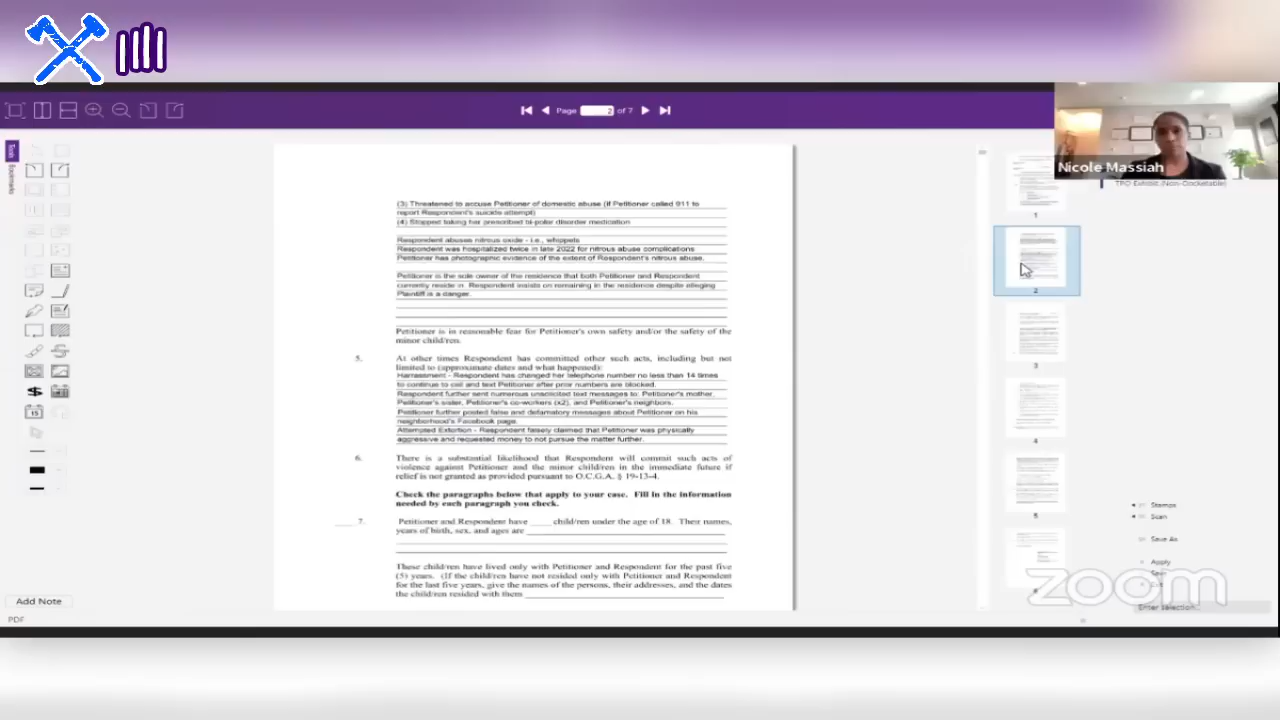 Page 2 of 7
Nicole Massiah
TPO Exhibit (Non-Docketable)
Tools
Bookmarks
(3) Threatened to accuse Petitioner of domestic abuse (if Petitioner called 911 to
report Respondent's suicide attempt)
(4) Stopped taking her prescribed bi-polar disorder medication
Respondent abuses nitrous oxide - i.e., whippets
Respondent was hospitalized twice in late 2022 for nitrous abuse complications
Petitioner has photographic evidence of the extent of Respondent's nitrous abuse.
Petitioner is the sole owner of the residence that both Petitioner and Respondent
currently reside in. Respondent insists on remaining in the residence despite alleging
Plaintiff is a danger.
Petitioner is in reasonable fear for Petitioner's own safety and/or the safety of the
minor child/ren.
5. At other times Respondent has committed other such acts, including but not
limited to (approximate dates and what happened):
Harrassment - Respondent has changed her telephone number no less than 14 times
to continue to call and text Petitioner after prior numbers are blocked.
Respondent further sent numerous unsolicited text messages to: Petitioner's mother,
Petitioner's sister, Petitioner's co-workers (x2), and Petitioner's neighbors.
Petitioner further posted false and defamatory messages about Petitioner on his
neighborhood's Facebook page.
Attempted Extortion - Respondent falsely claimed that Petitioner was physically
aggressive and requested money to not pursue the matter further.
6. There is a substantial likelihood that Respondent will commit such acts of
violence against Petitioner and the minor child/ren in the immediate future if
relief is not granted as provided pursuant to O.C.G.A. § 19-13-4.
Check the paragraphs below that apply to your case. Fill in the information
needed by each paragraph you check.
7. Petitioner and Respondent have child/ren under the age of 18. Their names,
years of birth, sex, and ages are
These child/ren have lived only with Petitioner and Respondent for the past five
(5) years. (If the child/ren have not resided only with Petitioner and Respondent
for the last five years, give the names of the persons, their addresses, and the dates
the child/ren resided with them
1
2
3
4
5
Stamps
Scan
Save As
Apply
zoom
Enter selection...
Add Note
PDF
15